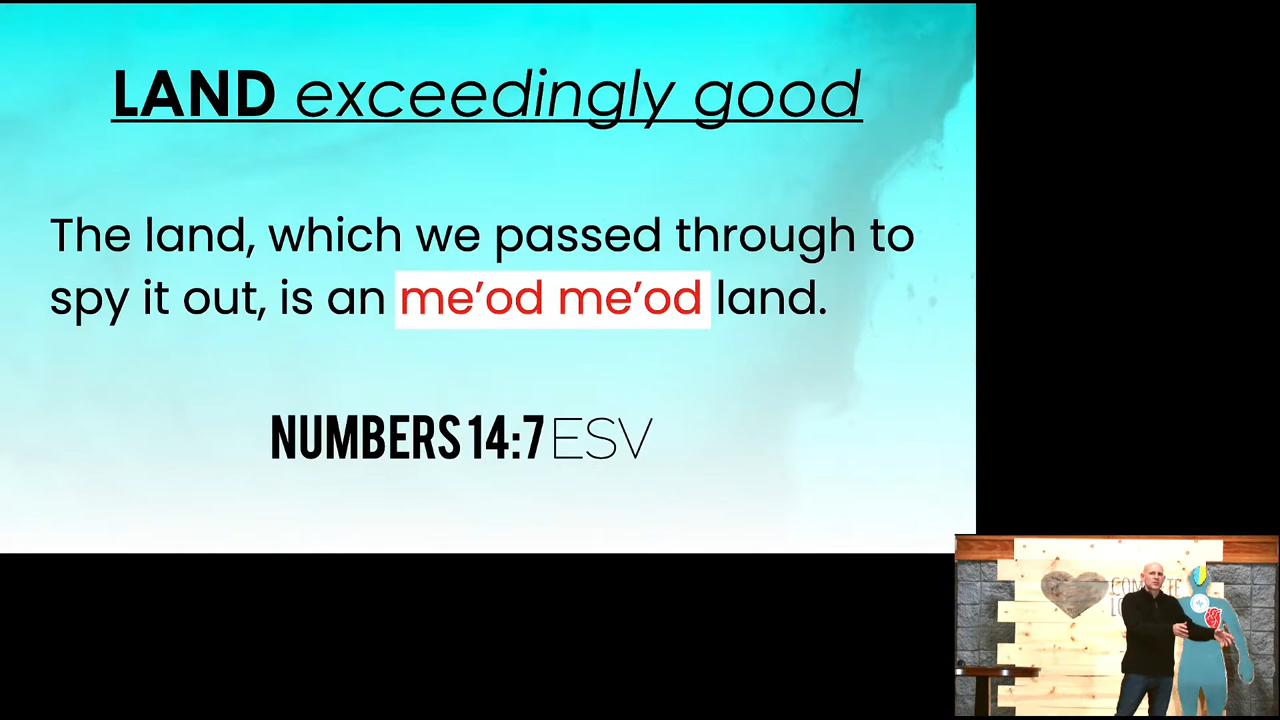 LAND exceedingly good
The land, which we passed through to
spy it out, is an me’od me’od land.
NUMBERS 14:7 ESV